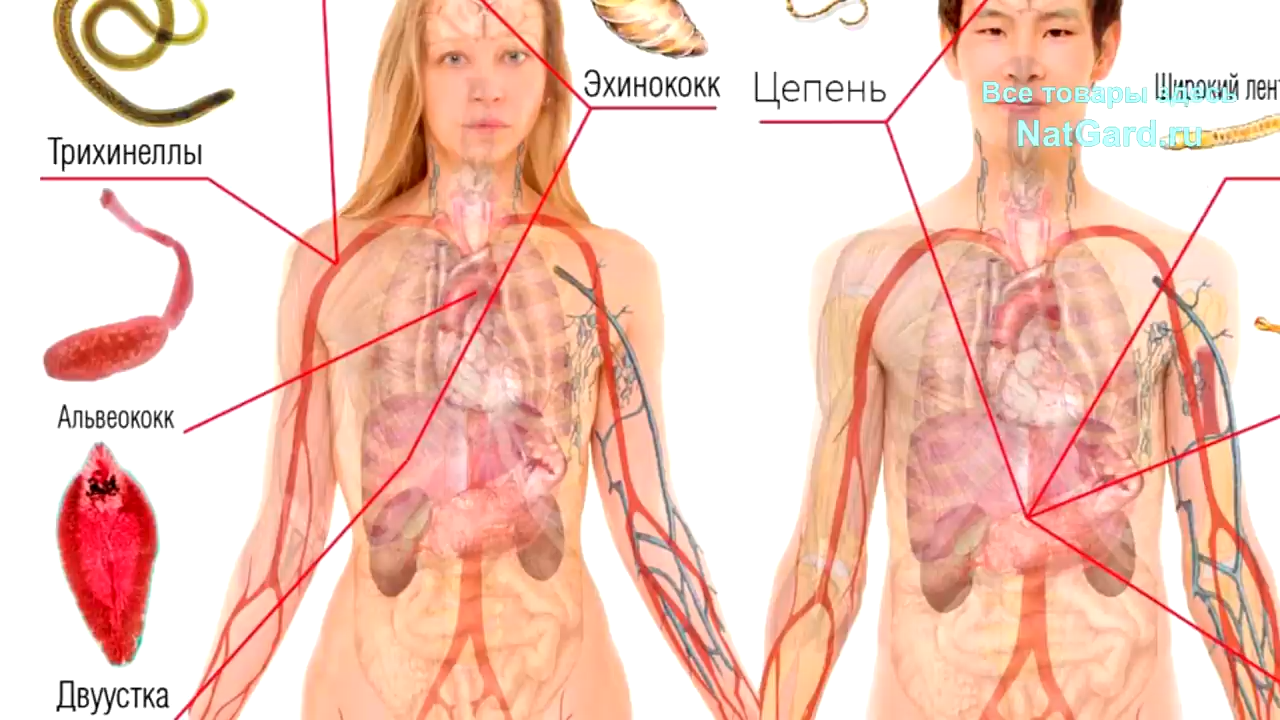 Эхинококк
Цепень
Широкий лент
Все товары здесь
NatGard.ru
Трихинеллы
Альвеококк
Двуустка